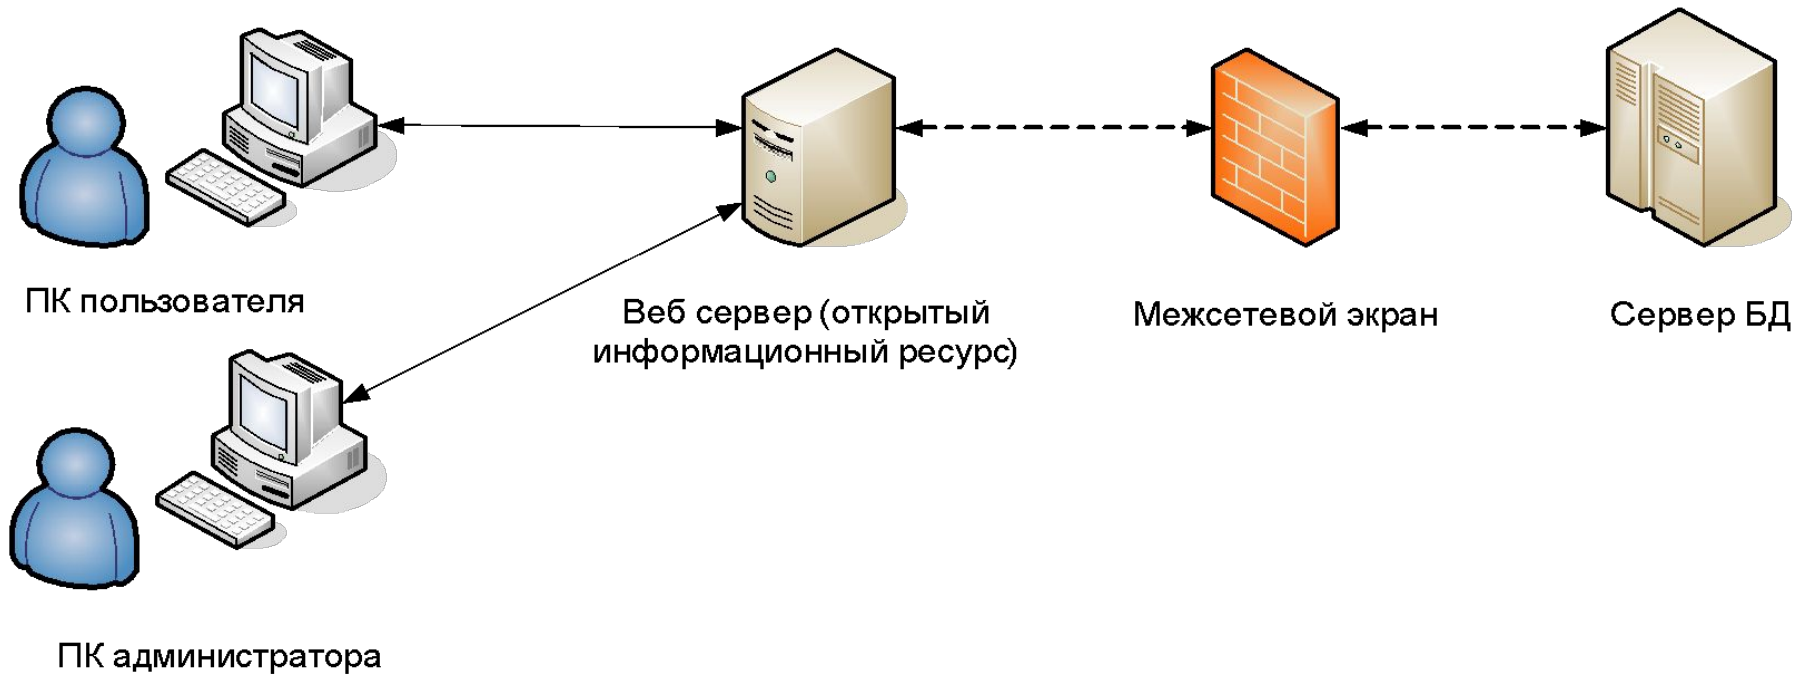 ПК пользователя
Веб сервер (открытый
информационный ресурс)
Межсетевой экран
Сервер БД
ПК администратора